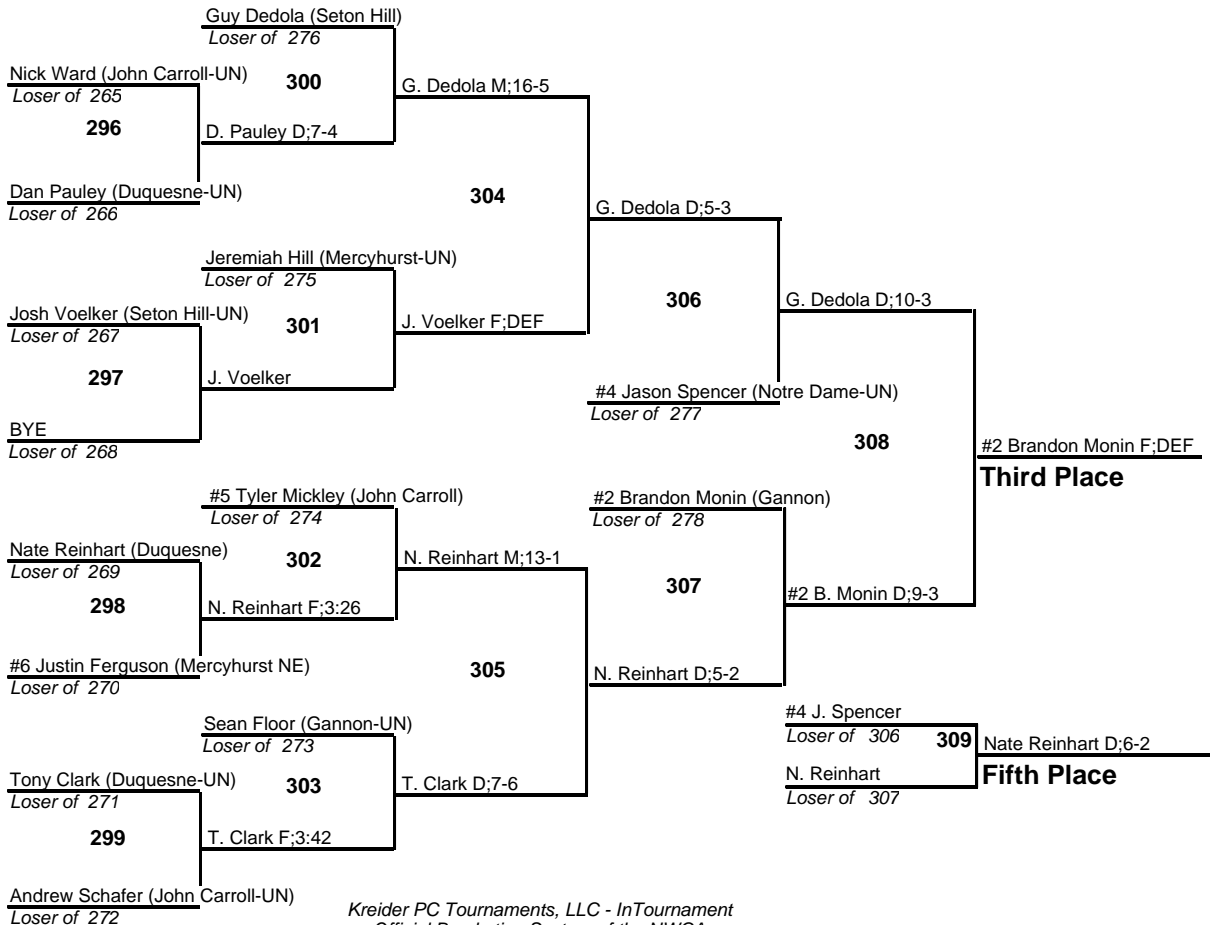 Guy Dedola (Seton Hill)
Loser of 276
Nick Ward (John Carroll-UN)
Loser of 265
300
G. Dedola M;16-5
296
D. Pauley D;7-4
Dan Pauley (Duquesne-UN)
Loser of 266
304
G. Dedola D;5-3
Jeremiah Hill (Mercyhurst-UN)
Loser of 275
Josh Voelker (Seton Hill-UN)
Loser of 267
301
J. Voelker F;DEF
306
G. Dedola D;10-3
297
J. Voelker
#4 Jason Spencer (Notre Dame-UN)
Loser of 277
BYE
Loser of 268
308
#2 Brandon Monin F;DEF
Third Place
#5 Tyler Mickley (John Carroll)
Loser of 274
#2 Brandon Monin (Gannon)
Loser of 278
Nate Reinhart (Duquesne)
Loser of 269
302
N. Reinhart M;13-1
307
#2 B. Monin D;9-3
298
N. Reinhart F;3:26
#6 Justin Ferguson (Mercyhurst NE)
Loser of 270
305
N. Reinhart D;5-2
Sean Floor (Gannon-UN)
Loser of 273
#4 J. Spencer
Loser of 306
309
Nate Reinhart D;6-2
Fifth Place
N. Reinhart
Loser of 307
Tony Clark (Duquesne-UN)
Loser of 271
303
T. Clark D;7-6
299
T. Clark F;3:42
Andrew Schafer (John Carroll-UN)
Loser of 272
Kreider PC Tournaments, LLC - InTournament